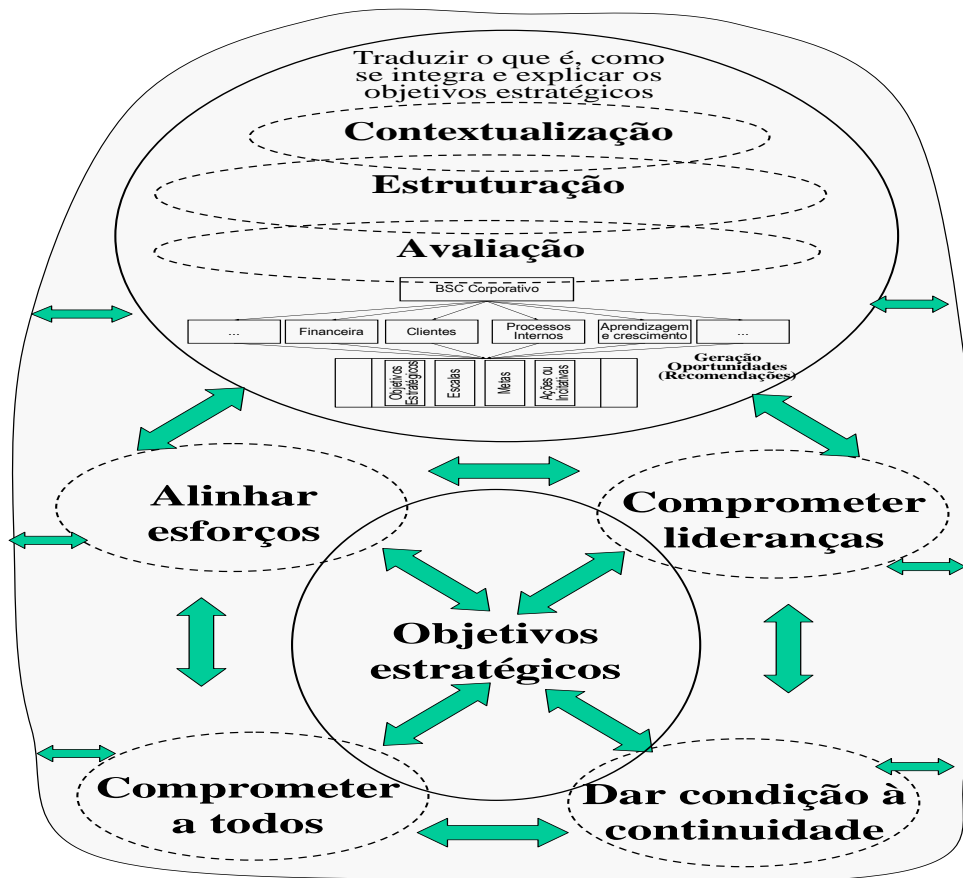 Traduzir o que é, como
se integra e explicar os
objetivos estratégicos
Contextualização
Estruturação
Avaliação
BSC Corporativo
...
Financeira
Clientes
Processos
Internos
Aprendizagem
e crescimento
...
Objetivos
Estratégicos
Escalas
Metas
Ações ou
Inicitativas
Geração
Oportunidades
(Recomendações)
Alinhar
esforços
Comprometer
lideranças
Objetivos
estratégicos
Comprometer
a todos
Dar condição à
continuidade